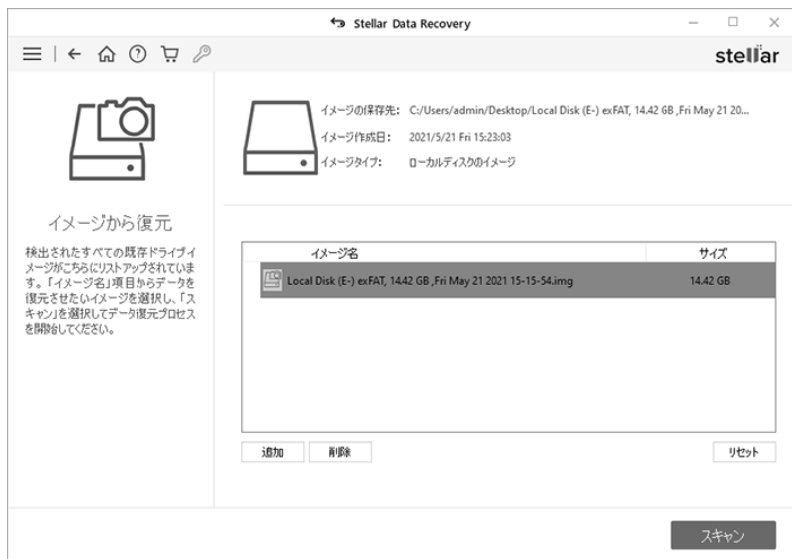 Stellar Data Recovery
stellar
イメージの保存先: C:/Users/admin/Desktop/Local Disk (E-) exFAT, 14.42 GB ,Fri May 21 20...
イメージ作成日: 2021/5/21 Fri 15:23:03
イメージタイプ: ローカルディスクのイメージ
イメージから復元
検出されたすべての既存ドライブイ
メージがこちらにリストアップされていま
す。「イメージ名」項目からデータを
復元させたいイメージを選択し、「ス
キャン」を選択してデータ復元プロセス
を開始してください。
イメージ名 サイズ
Local Disk (E-) exFAT, 14.42 GB ,Fri May 21 2021 15-15-54.img 14.42 GB
追加 削除 リセット
スキャン